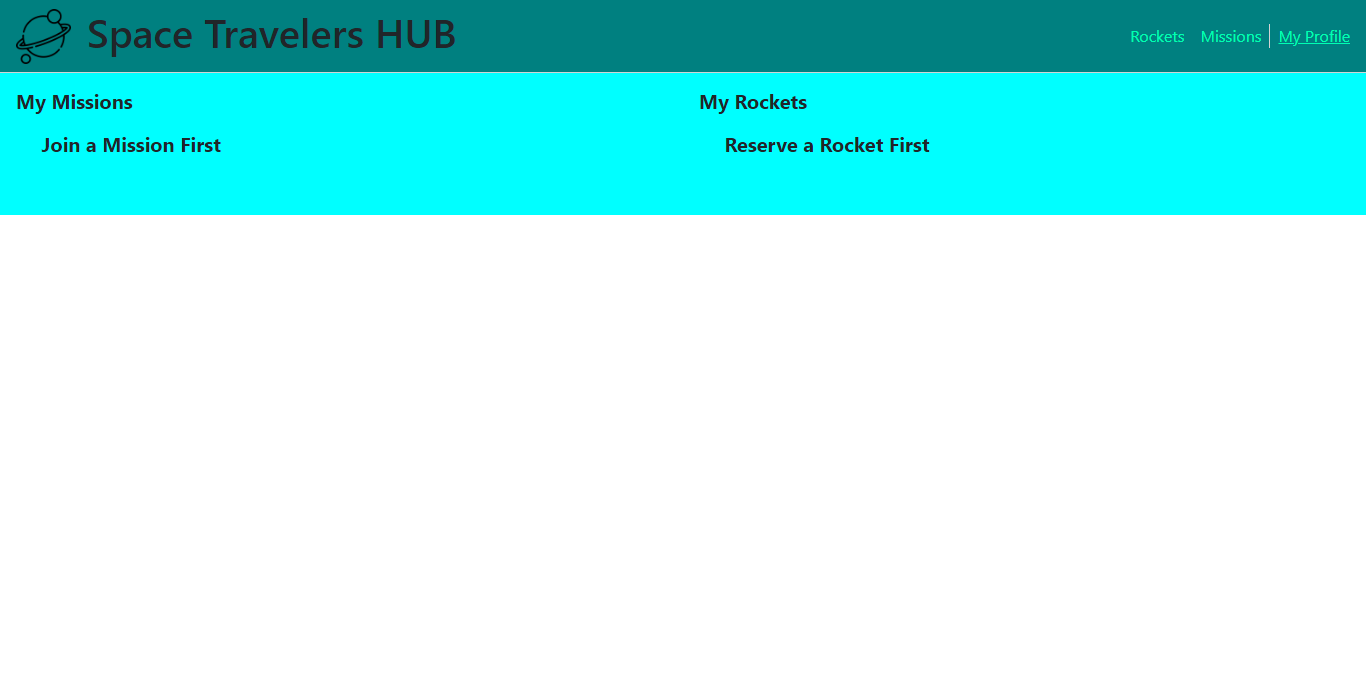 Space Travelers HUB
Rockets Missions My Profile
My Missions
Join a Mission First
My Rockets
Reserve a Rocket First